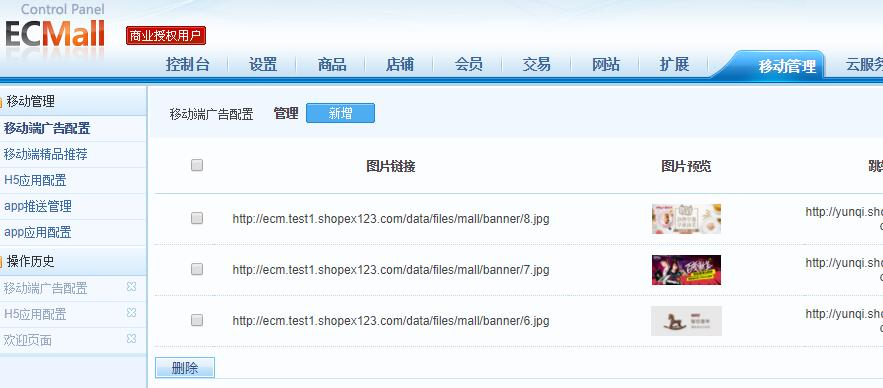 Control Panel
ECMall 商业授权用户
控制台 设置 商品 店铺 会员 交易 网站 扩展 移动管理 云服务
移动管理
移动端广告配置
移动端精品推荐
H5应用配置
app推送管理
app应用配置
操作历史
移动端广告配置
H5应用配置
欢迎页面
移动端广告配置 管理 新增
图片链接 图片预览 跳转
http://ecm.test1.shopex123.com/data/files/mall/banner/8.jpg http://yunqi.sho
http://ecm.test1.shopex123.com/data/files/mall/banner/7.jpg http://yunqi.sho
http://ecm.test1.shopex123.com/data/files/mall/banner/6.jpg http://yunqi.sho
删除